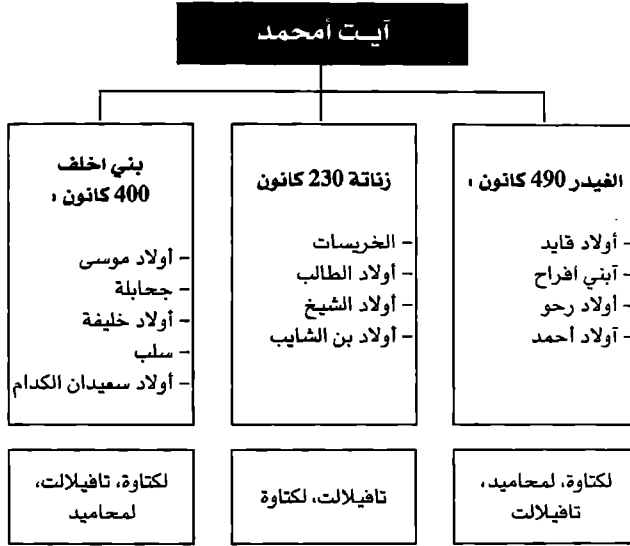 آيـت أمحمد
الغيدر 490 كانون :
- أولاد قايد
- آبني افراح
- أولاد رحو
- آولاد أحمد
لكتاوة، لمحاميد،
تافيلالت
زناتة 230 كانون
- الخريسات
- أولاد الطالب
- أولاد الشيخ
- أولاد بن الشايب
تافيلالت، لكتاوة
بني اخلف
400 كانون :
- أولاد موسى
- جحابلة
- أولاد خليفة
- سلب
- أولاد سعيدان الكدام
لكتاوة، تافيلالت،
لمحاميد